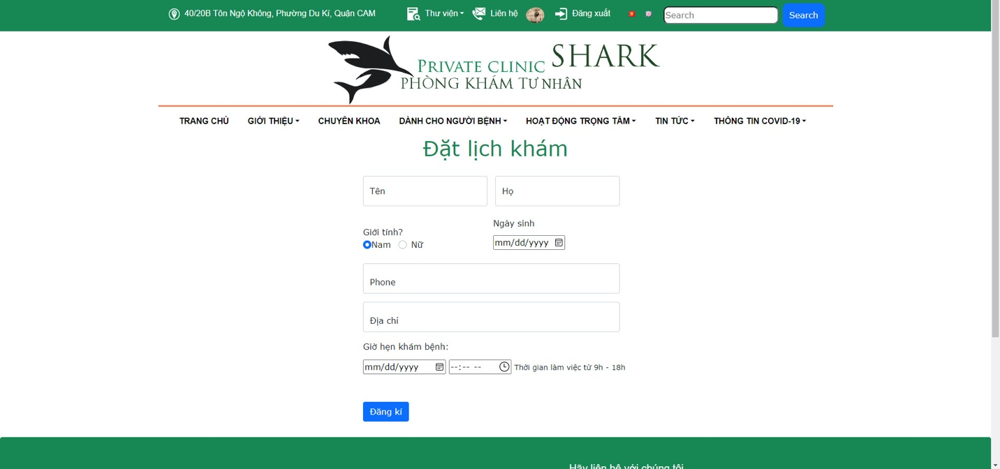 40/20B Tôn Ngộ Không, Phường Du Kí, Quận CAM Thư viện Liên hệ Đăng xuất Search Search
PRIVATE CLINIC SHARK
PHÒNG KHÁM TƯ NHÂN
TRANG CHỦ GIỚI THIỆU CHUYÊN KHOA DÀNH CHO NGƯỜI BỆNH HOẠT ĐỘNG TRỌNG TÂM TIN TỨC THÔNG TIN COVID-19
Đặt lịch khám
Tên Họ
Ngày sinh
Giới tính?
mm/dd/yyyy
Nam Nữ
Phone
Địa chỉ
Giờ hẹn khám bệnh:
mm/dd/yyyy --:-- -- Thời gian làm việc từ 9h - 18h
Đăng kí
Hãy liên hệ với chúng tôi